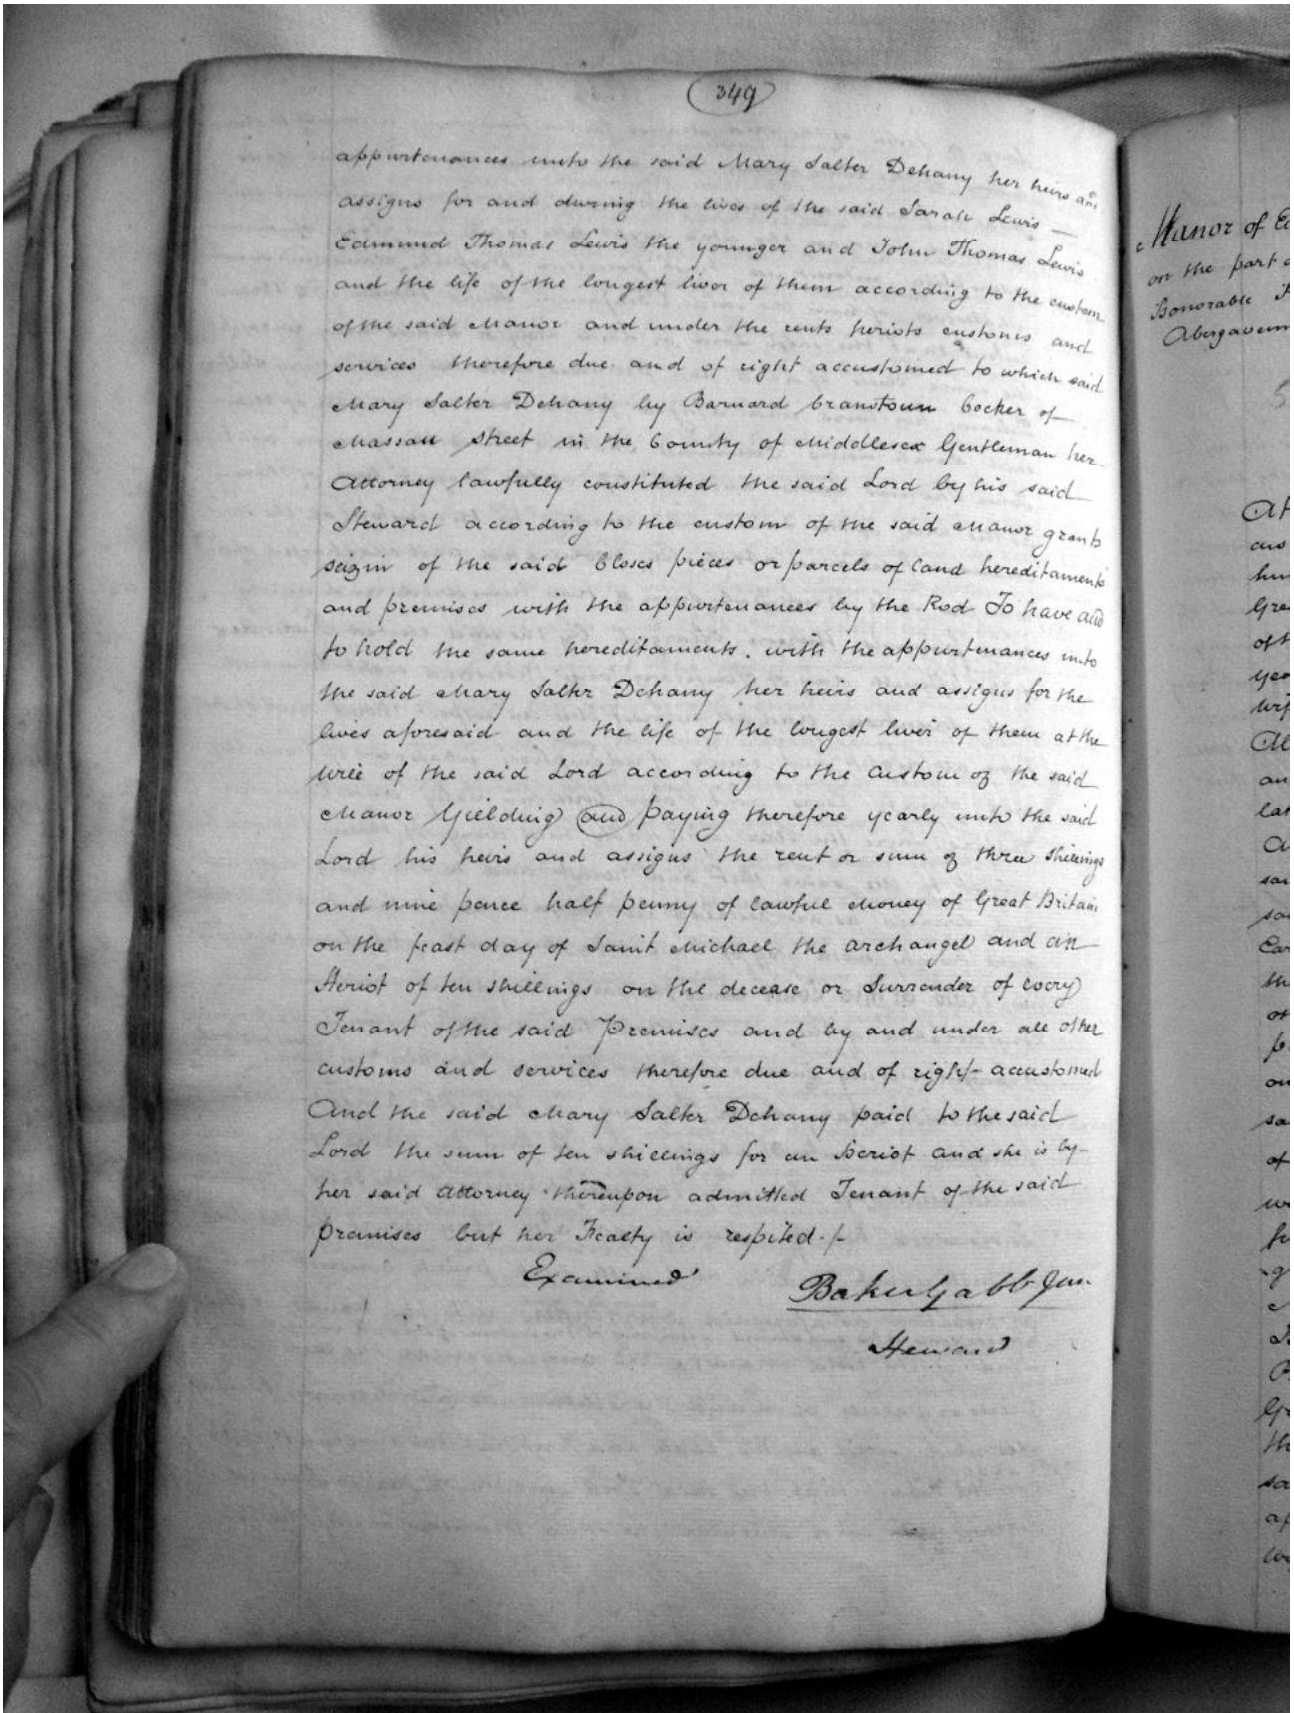 349
appurtenances unto the said Mary Salter Dehany her heirs and
assigns for and during the lives of the said Sarah Lewis —
Edmund Thomas Lewis the younger and John Thomas Lewis
and the life of the longest liver of them according to the custom
of the said Manor and under the rents heriots customs and
services therefore due and of right accustomed to which said
Mary Salter Dehany by Barnard Cranstoun Cocker of
Massau Street in the County of Middlesex Gentleman her
Attorney lawfully constituted the said Lord by his said
Steward according to the custom of the said Manor grants
seizin of the said Closes pieces or parcels of land hereditaments
and premises with the appurtenances by the Rod To have and
to hold the same hereditaments with the appurtenances unto
the said Mary Salter Dehany her heirs and assigns for the
lives aforesaid and the life of the longest liver of them at the
Will of the said Lord according to the Custom of the said
Manor Yielding and paying therefore yearly unto the said
Lord his heirs and assigns the rent or sum of three shillings
and nine pence half penny of lawful Money of Great Britain
on the feast day of Saint Michael the archangel and an
Heriot of ten shillings on the decease or Surrender of every
Tenant of the said Premises and by and under all other
customs and services therefore due and of right accustomed
And the said Mary Salter Dehany paid to the said
Lord the sum of ten shillings for an Heriot and she is by
her said Attorney thereupon admitted Tenant of the said
premises but her Fealty is respited ./-
Examined
Baker Gabb Jun
Steward
Manor of
on the part
Honorable